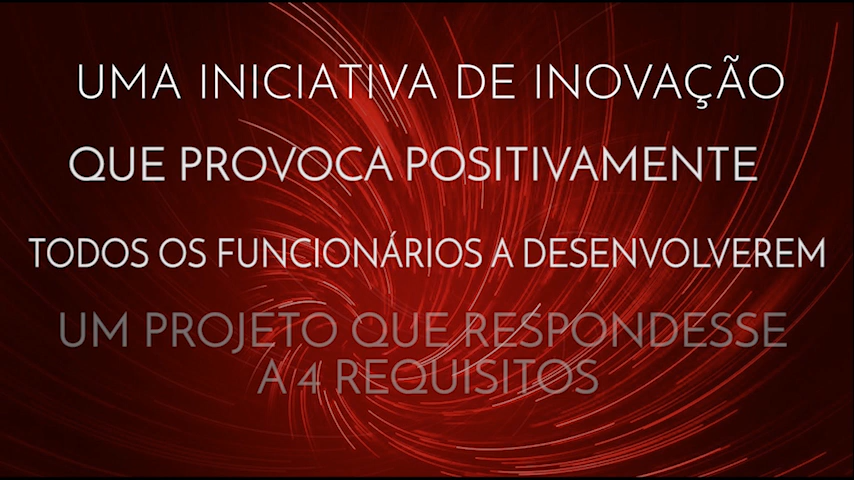 UMA INICIATIVA DE INOVAÇÃO
QUE PROVOCA POSITIVAMENTE
TODOS OS FUNCIONÁRIOS A DESENVOLVEREM
UM PROJETO QUE RESPONDESSE
A 4 REQUISITOS